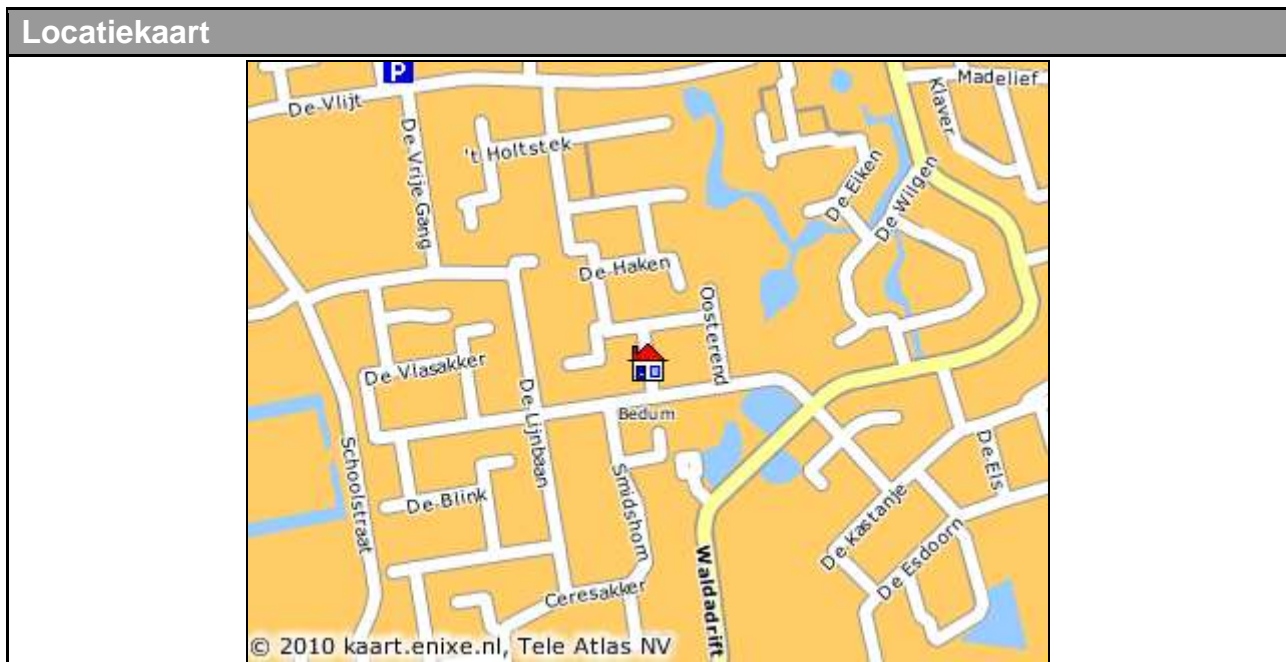 Locatiekaart
P
Madelief
De Vlijt
Klaver
De Vrije Gang
't Holtstek
De Eiken
De Wilgen
De Haken
Oosterend
De Vlasakker
De Lijnbaan
Bedum
Schoolstraat
De Blink
Smidshorn
De Els
De Kastanje
De Esdoorn
Waldadrift
Ceresakker
© 2010 kaart.enixe.nl, Tele Atlas NV